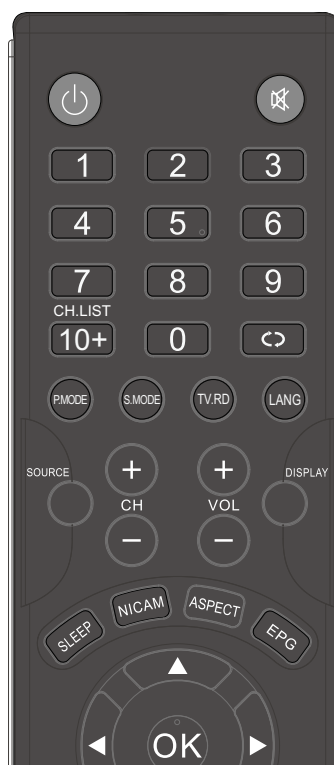 1 2 3
4 5 6
7 8 9
CH.LIST
10+ 0
P.MODE S.MODE TV.RD LANG
SOURCE + + DISPLAY
CH VOL
− −
SLEEP NICAM ASPECT EPG
OK